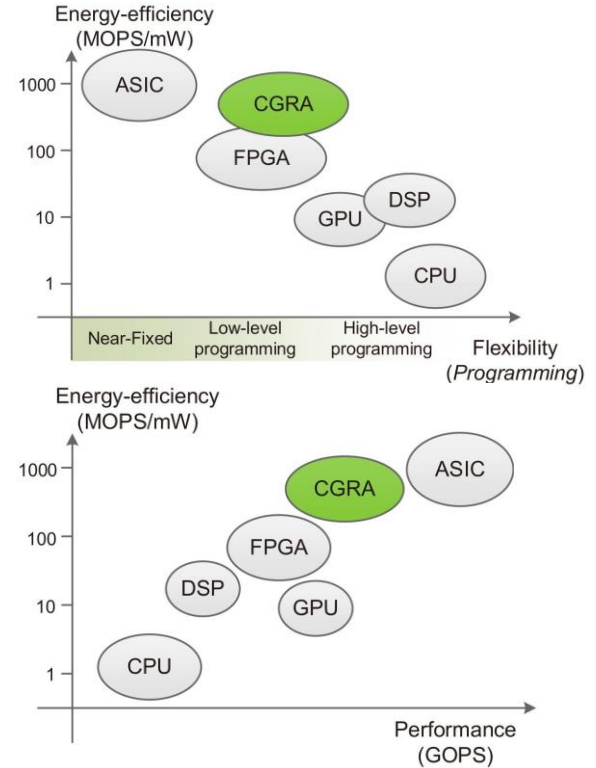 Energy-efficiency
(MOPS/mW)
1000
ASIC
CGRA
100
FPGA
10
GPU
DSP
1
CPU
Near-Fixed
Low-level
programming
High-level
programming
Flexibility
(Programming)
Energy-efficiency
(MOPS/mW)
1000
CGRA
ASIC
100
FPGA
DSP
10
GPU
1
CPU
Performance
(GOPS)